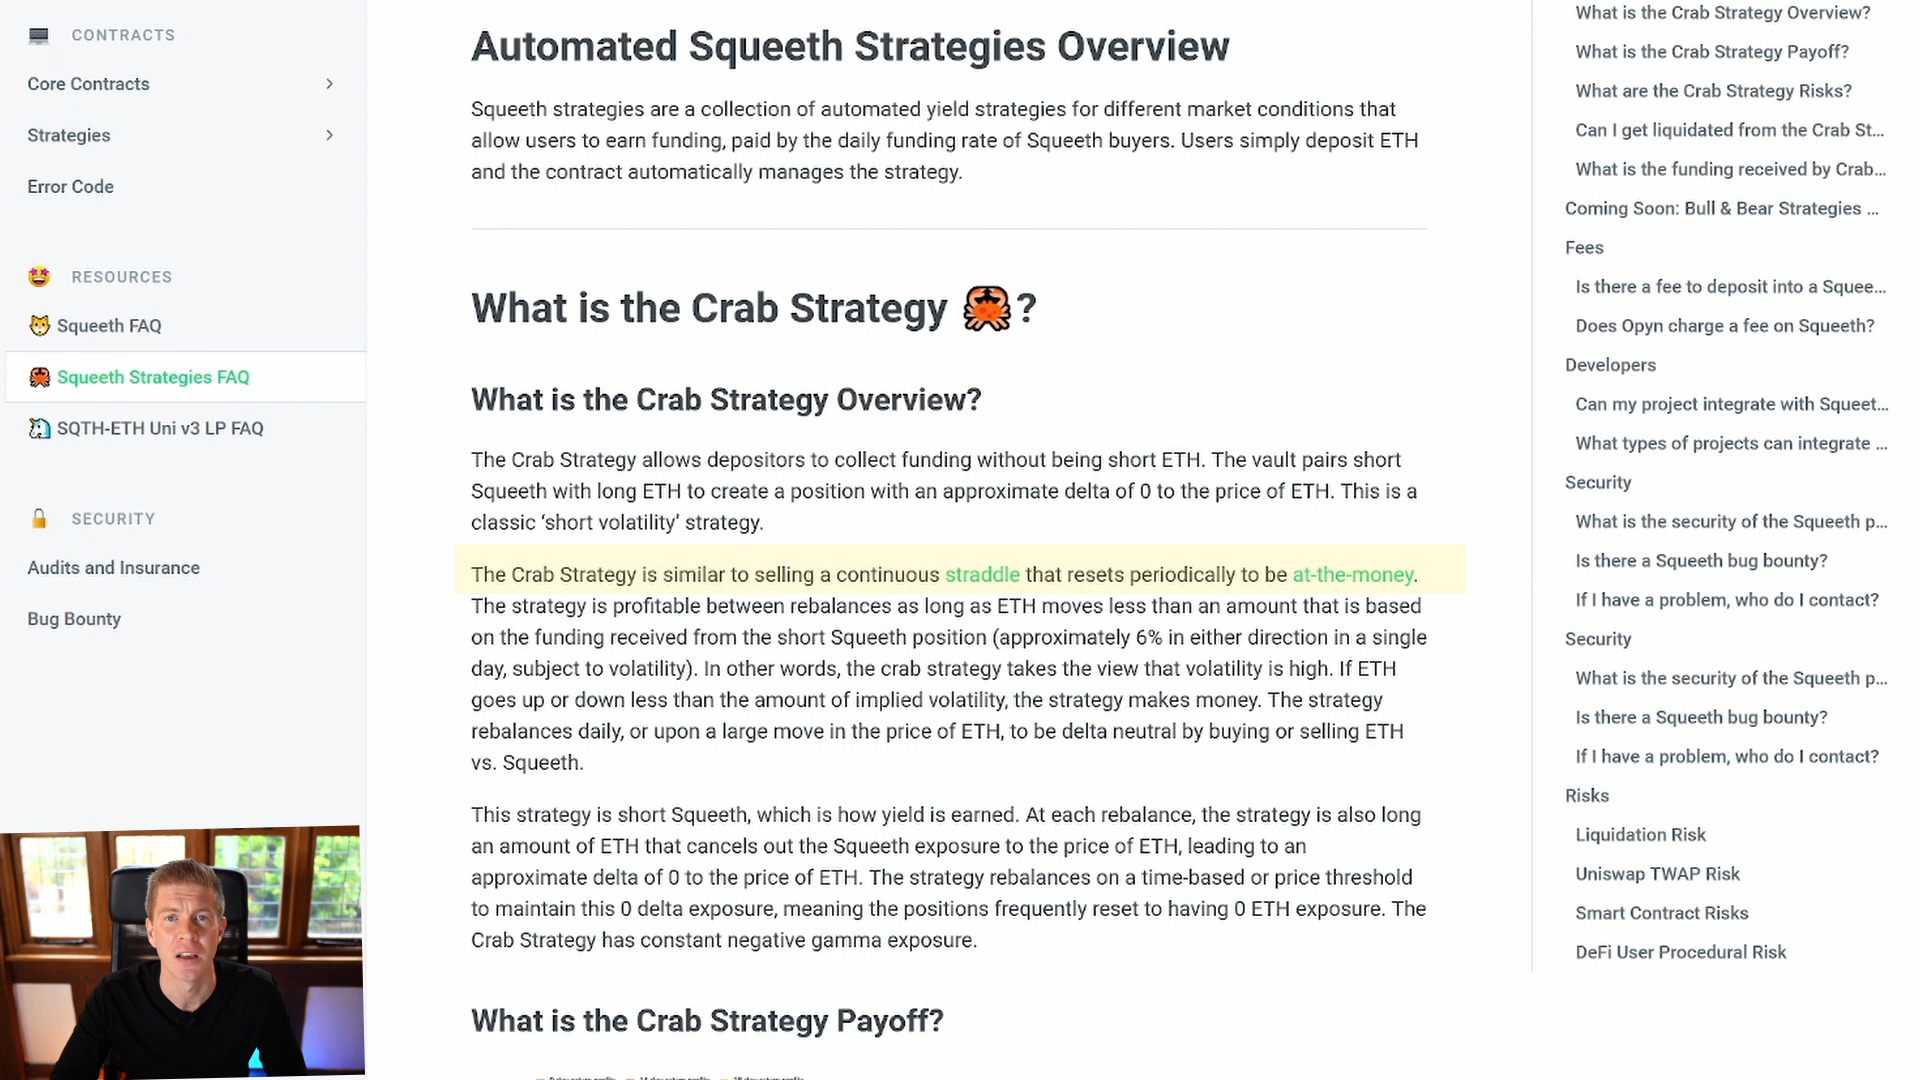 CONTRACTS
Core Contracts
Strategies
Error Code
RESOURCES
Squeeth FAQ
Squeeth Strategies FAQ
SQTH-ETH Uni v3 LP FAQ
SECURITY
Audits and Insurance
Bug Bounty
Automated Squeeth Strategies Overview
Squeeth strategies are a collection of automated yield strategies for different market conditions that
allow users to earn funding, paid by the daily funding rate of Squeeth buyers. Users simply deposit ETH
and the contract automatically manages the strategy.
What is the Crab Strategy 🦀?
What is the Crab Strategy Overview?
The Crab Strategy allows depositors to collect funding without being short ETH. The vault pairs short
Squeeth with long ETH to create a position with an approximate delta of 0 to the price of ETH. This is a
classic ‘short volatility’ strategy.
The Crab Strategy is similar to selling a continuous straddle that resets periodically to be at-the-money.
The strategy is profitable between rebalances as long as ETH moves less than an amount that is based
on the funding received from the short Squeeth position (approximately 6% in either direction in a single
day, subject to volatility). In other words, the crab strategy takes the view that volatility is high. If ETH
goes up or down less than the amount of implied volatility, the strategy makes money. The strategy
rebalances daily, or upon a large move in the price of ETH, to be delta neutral by buying or selling ETH
vs. Squeeth.
This strategy is short Squeeth, which is how yield is earned. At each rebalance, the strategy is also long
an amount of ETH that cancels out the Squeeth exposure to the price of ETH, leading to an
approximate delta of 0 to the price of ETH. The strategy rebalances on a time-based or price threshold
to maintain this 0 delta exposure, meaning the positions frequently reset to having 0 ETH exposure. The
Crab Strategy has constant negative gamma exposure.
What is the Crab Strategy Payoff?
What is the Crab Strategy Overview?
What is the Crab Strategy Payoff?
What are the Crab Strategy Risks?
Can I get liquidated from the Crab St...
What is the funding received by Crab...
Coming Soon: Bull & Bear Strategies ...
Fees
Is there a fee to deposit into a Squee...
Does Opyn charge a fee on Squeeth?
Developers
Can my project integrate with Squeet...
What types of projects can integrate ...
Security
What is the security of the Squeeth p...
Is there a Squeeth bug bounty?
If I have a problem, who do I contact?
Security
What is the security of the Squeeth p...
Is there a Squeeth bug bounty?
If I have a problem, who do I contact?
Risks
Liquidation Risk
Uniswap TWAP Risk
Smart Contract Risks
DeFi User Procedural Risk